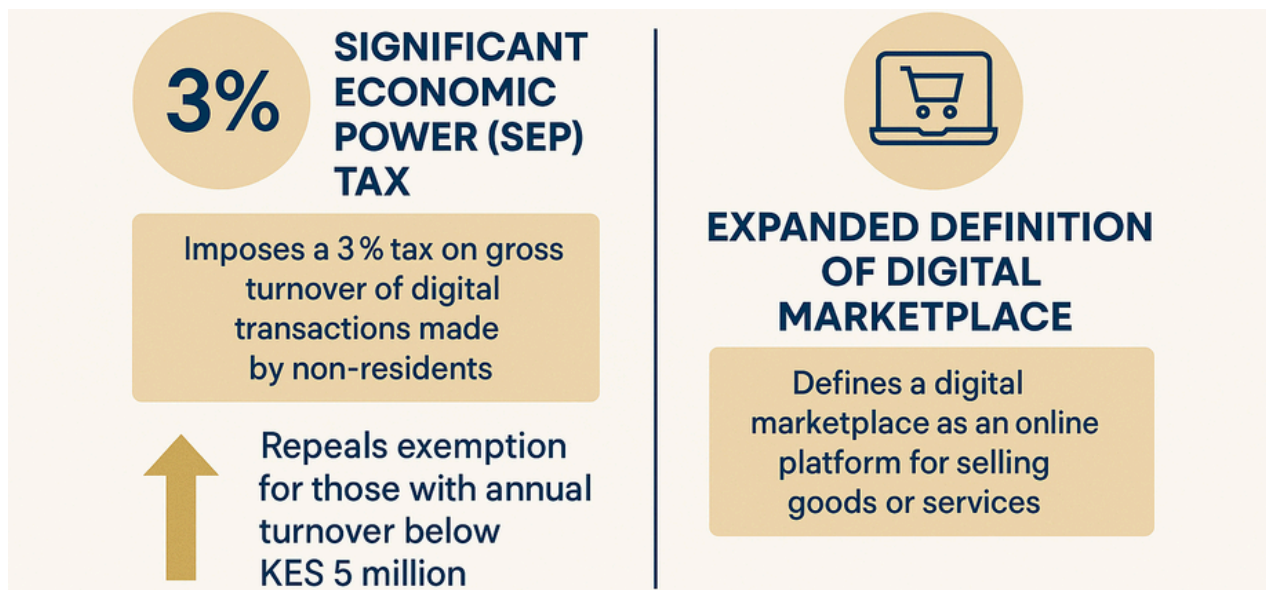 3%
SIGNIFICANT
ECONOMIC
POWER (SEP)
TAX
Imposes a 3% tax on gross
turnover of digital
transactions made
by non-residents
Repeals exemption
for those with annual
turnover below
KES 5 million
EXPANDED DEFINITION
OF DIGITAL
MARKETPLACE
Defines a digital
marketplace as an online
platform for selling
goods or services